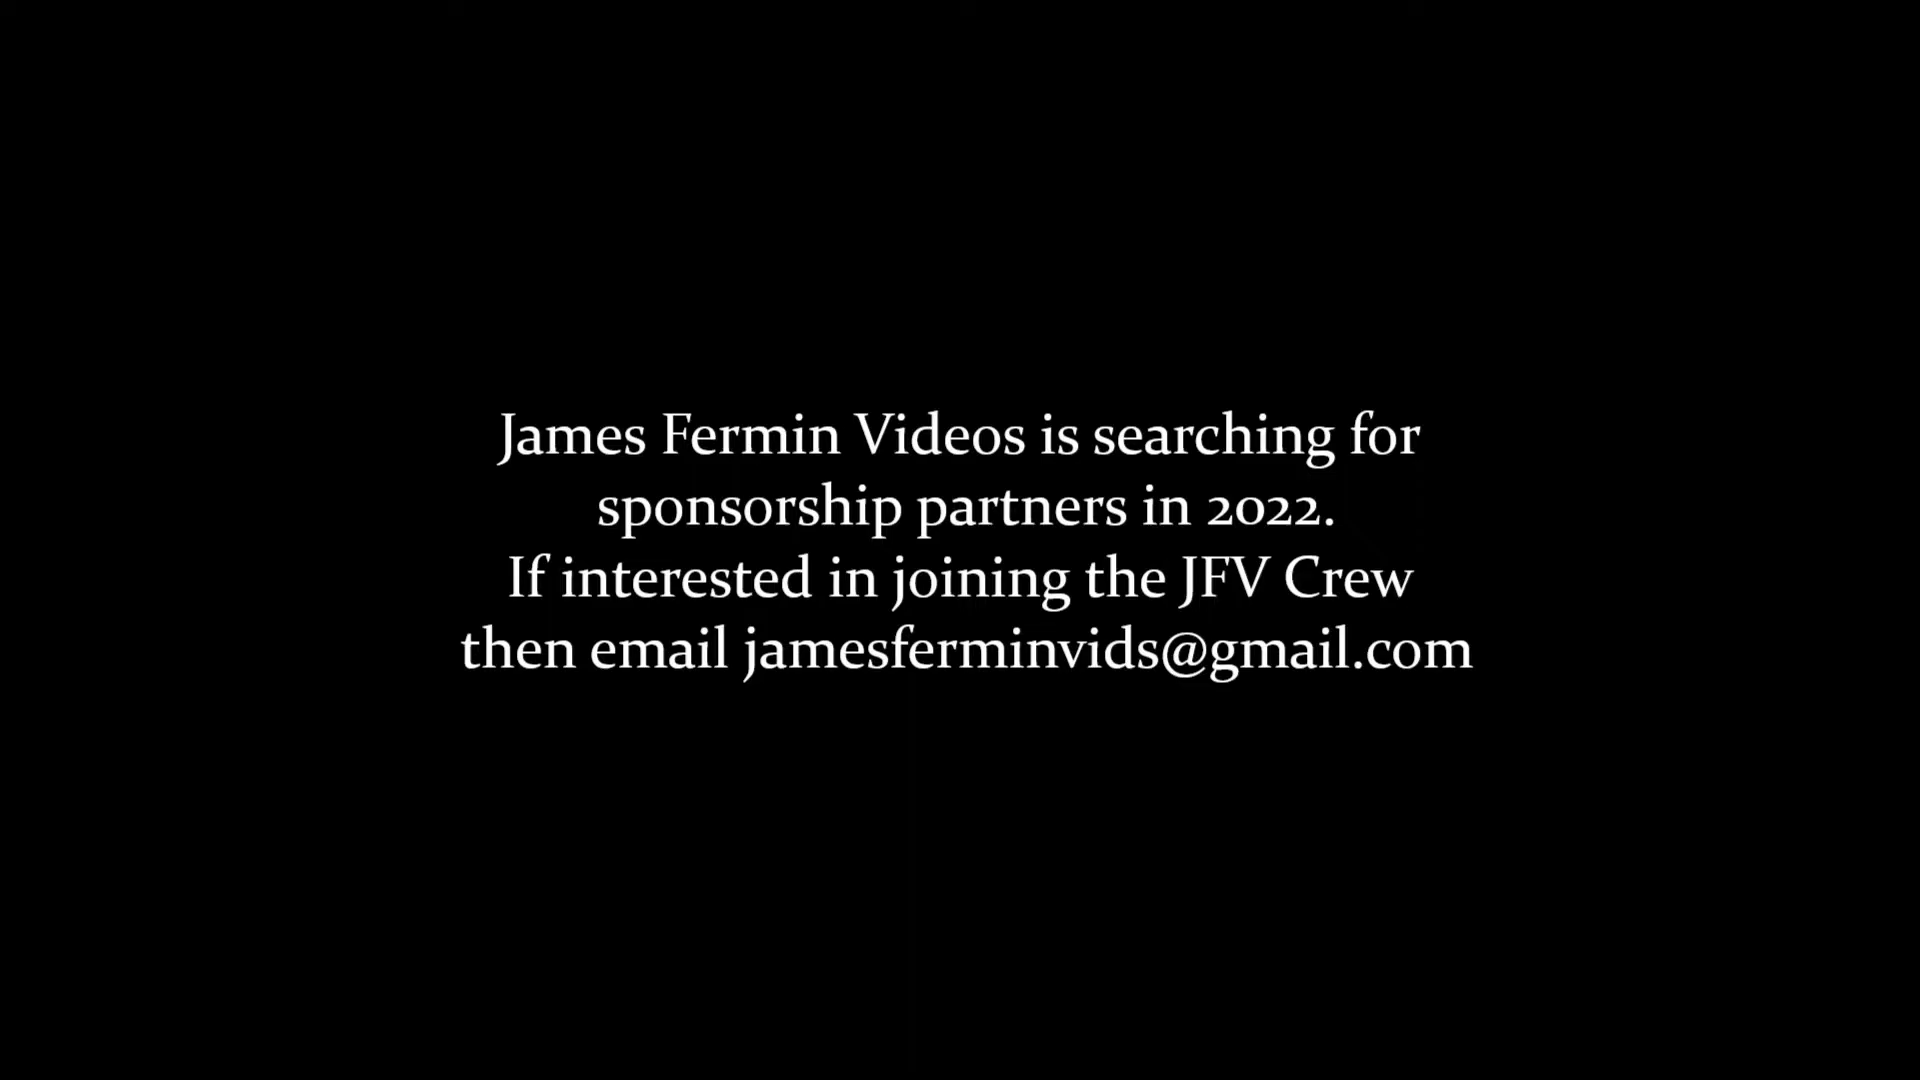 James Fermin Videos is searching for
sponsorship partners in 2022.
If interested in joining the JFV Crew
then email jamesferminvids@gmail.com